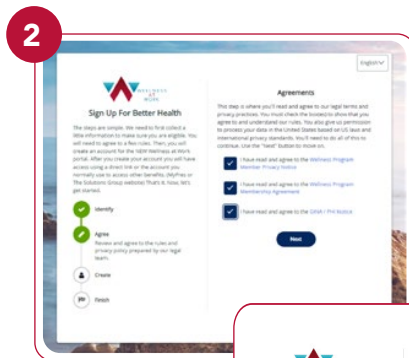 2
English
WELLNESS
AT
WORK
Sign Up For Better Health
The steps are simple. We need to first collect a
little information to make sure you are eligible. You
will need to agree to a few rules. Then, you will
create an account for the NEW Wellness at Work
portal. After you create your account you will have
access using a direct link or the account you
normally use to access other benefits. (MyPres or
The Solutions Group website) That's it. Now, let's
get started.
Identify
Agree
Review and agree to the rules and
privacy policy prepared by our legal
team.
Create
Finish
Agreements
This step is where you'll read and agree to our legal terms and
privacy practices. You must check the box(es) to show that you
agree to and understand our rules. You also give us permission
to process your data in the United States based on US laws and
international privacy standards. You'll need to do all of this to
continue. Use the "next" button to move on.
I have read and agree to the Wellness Program
Member Privacy Notice
I have read and agree to the Wellness Program
Membership Agreement
I have read and agree to the GINA / PHI Notice
Next